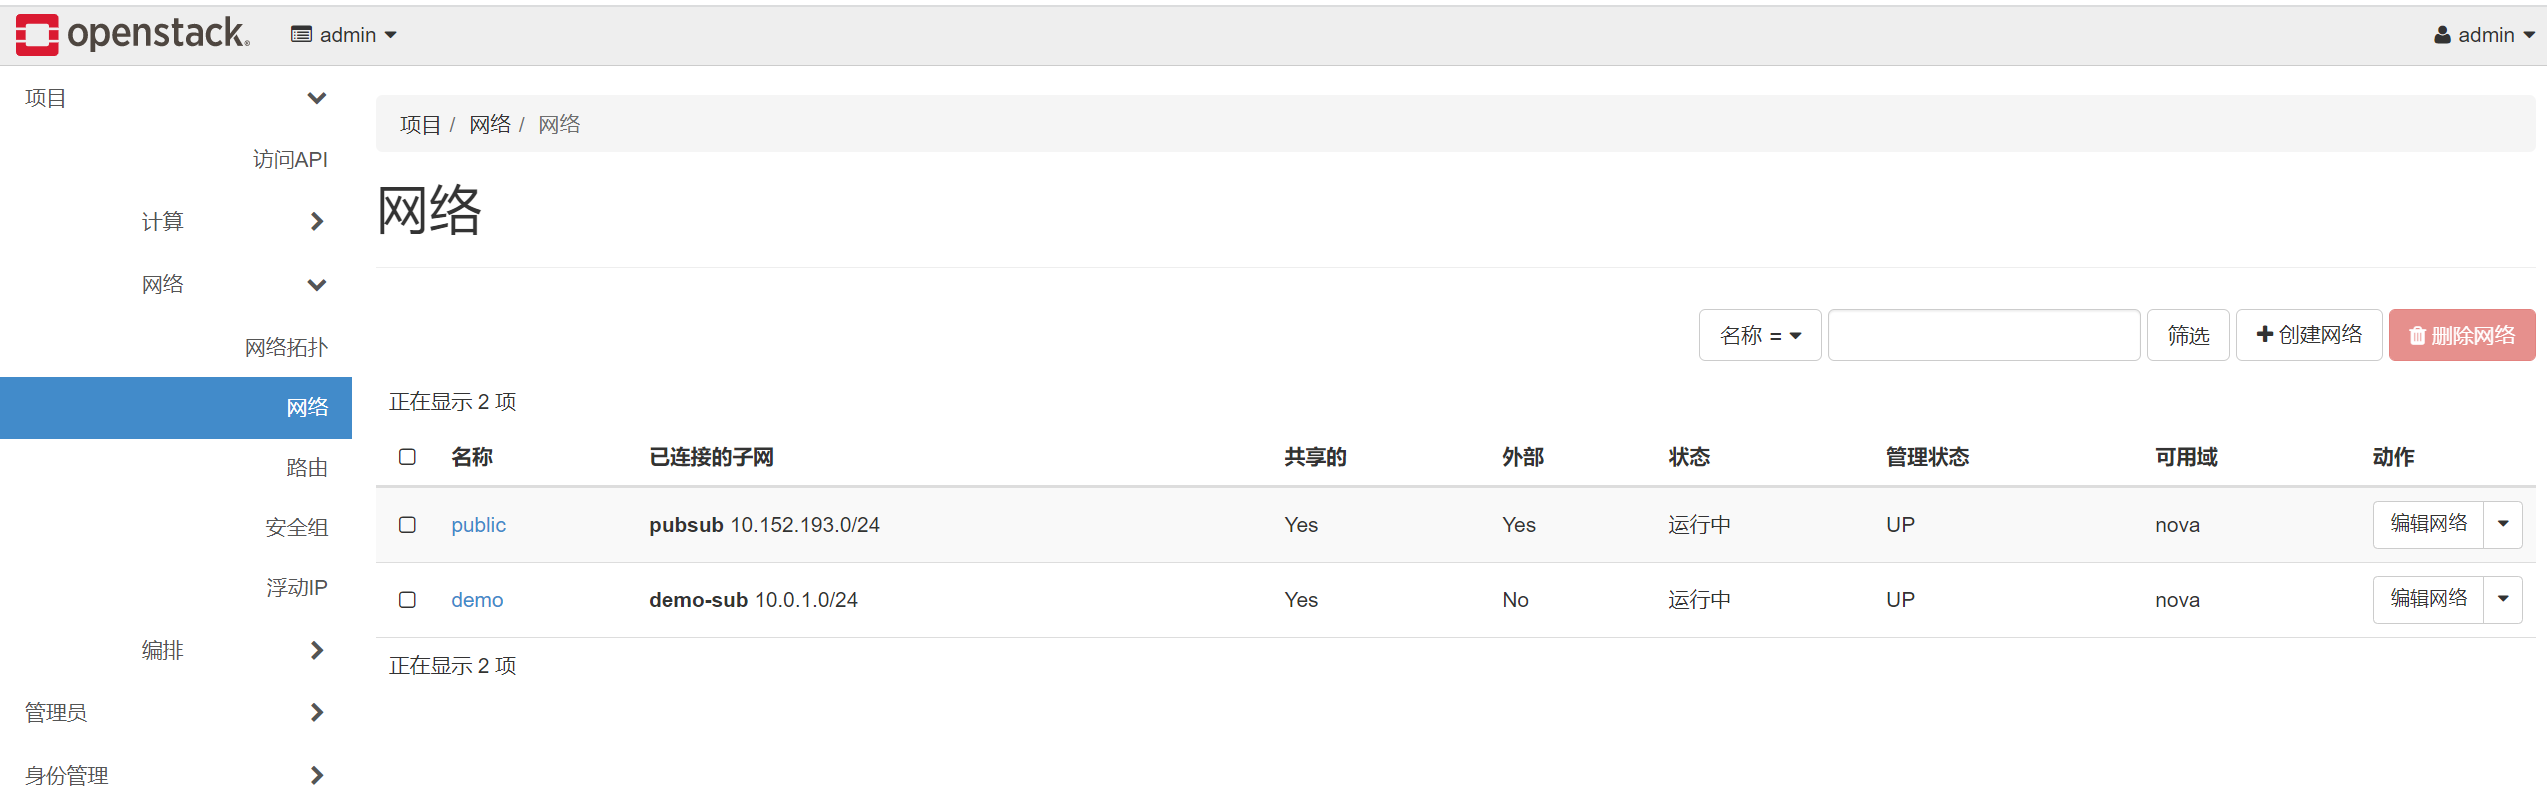 openstack. admin admin
项目
访问API
计算
网络
网络拓扑
网络
路由
安全组
浮动IP
编排
管理员
身份管理
项目 / 网络 / 网络
网络
名称 = 筛选 创建网络 删除网络
正在显示 2 项
名称 已连接的子网 共享的 外部 状态 管理状态 可用域 动作
public pubsub 10.152.193.0/24 Yes Yes 运行中 UP nova 编辑网络
demo demo-sub 10.0.1.0/24 Yes No 运行中 UP nova 编辑网络
正在显示 2 项